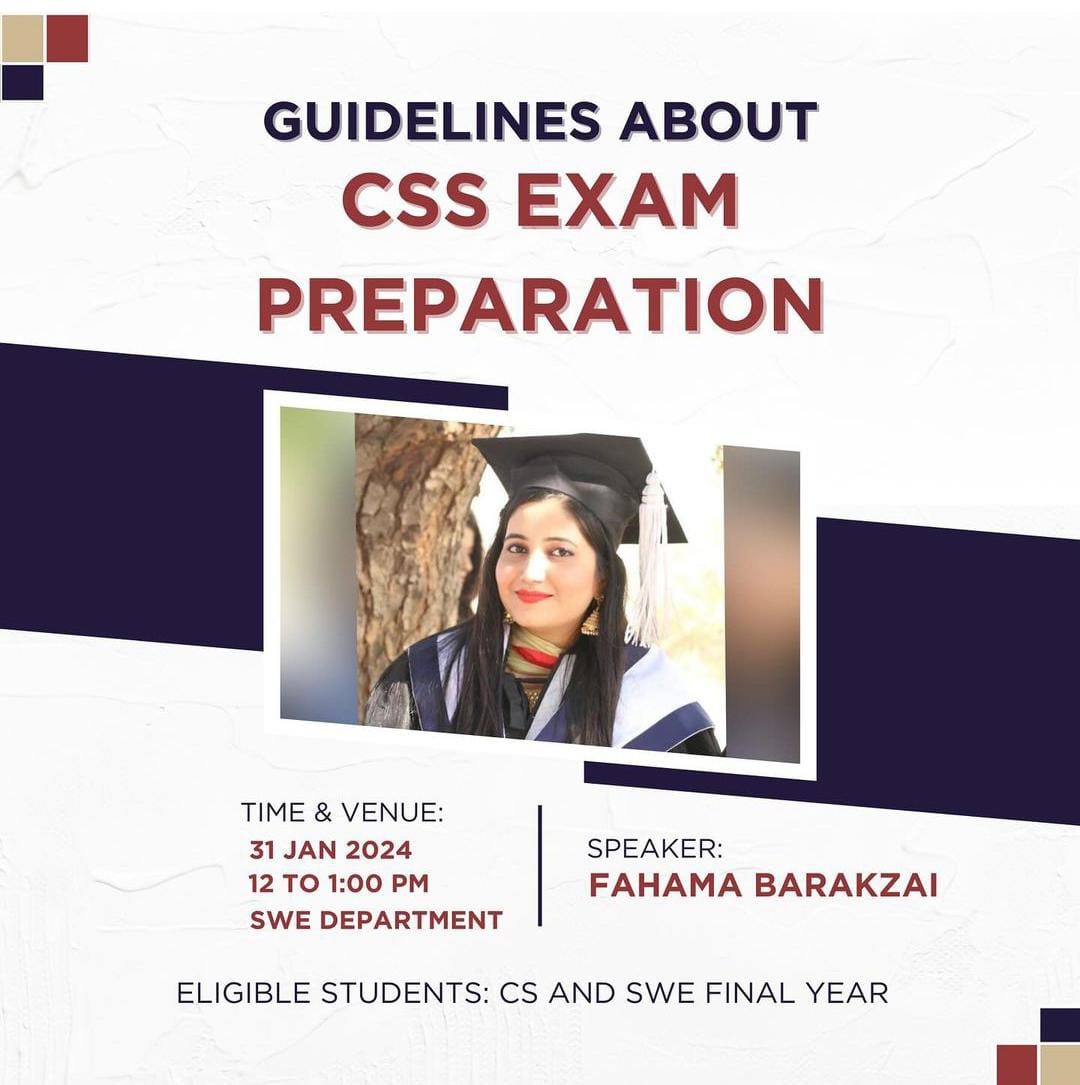 GUIDELINES ABOUT
CSS EXAM
PREPARATION
TIME & VENUE:
31 JAN 2024
12 TO 1:00 PM
SWE DEPARTMENT
SPEAKER:
FAHAMA BARAKZAI
ELIGIBLE STUDENTS: CS AND SWE FINAL YEAR